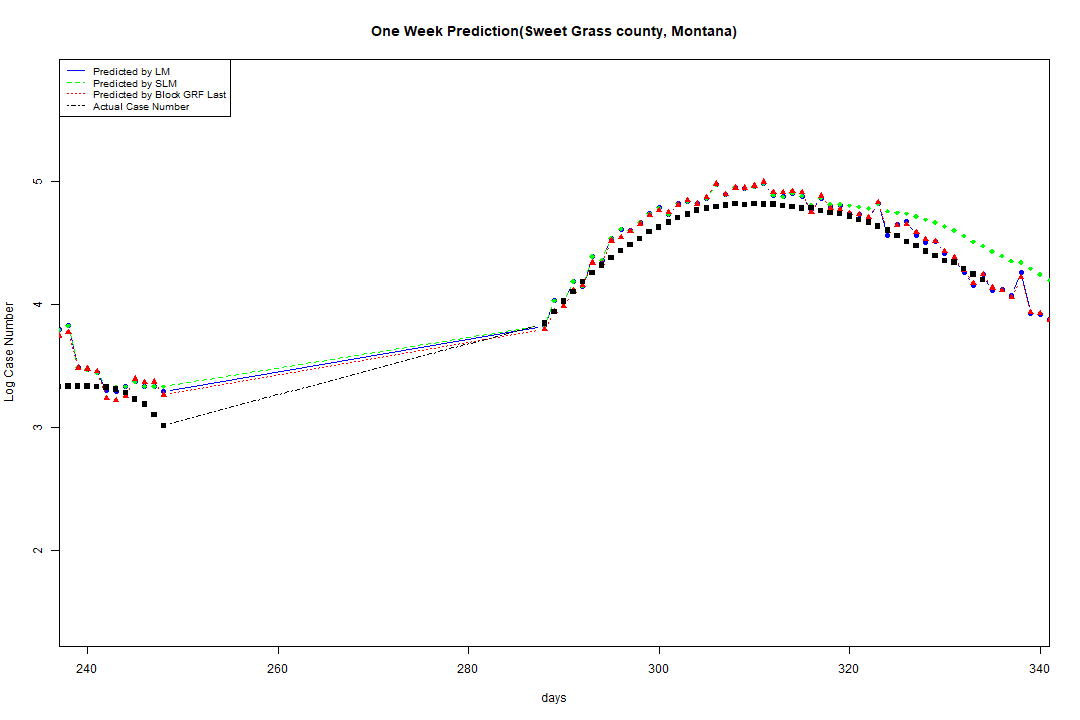 One Week Prediction(Sweet Grass county, Montana)
Predicted by LM
Predicted by SLM
Predicted by Block GRF Last
Actual Case Number
5
4
3
2
Log Case Number
240 260 280 300 320 340
days